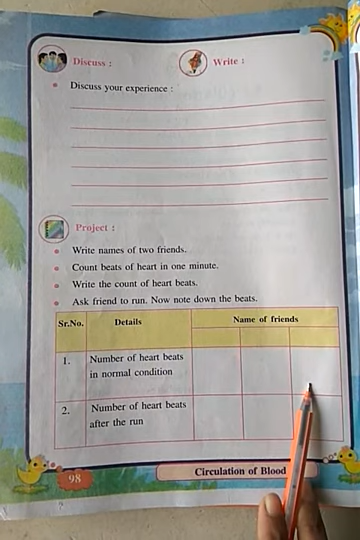 Discuss :
Write :
Discuss your experience :
Project :
Write names of two friends.
Count beats of heart in one minute.
Write the count of heart beats.
Ask friend to run. Now note down the beats.
Sr.No.
Details
Name of friends
1.
Number of heart beats
in normal condition
2.
Number of heart beats
after the run
98
Circulation of Blood